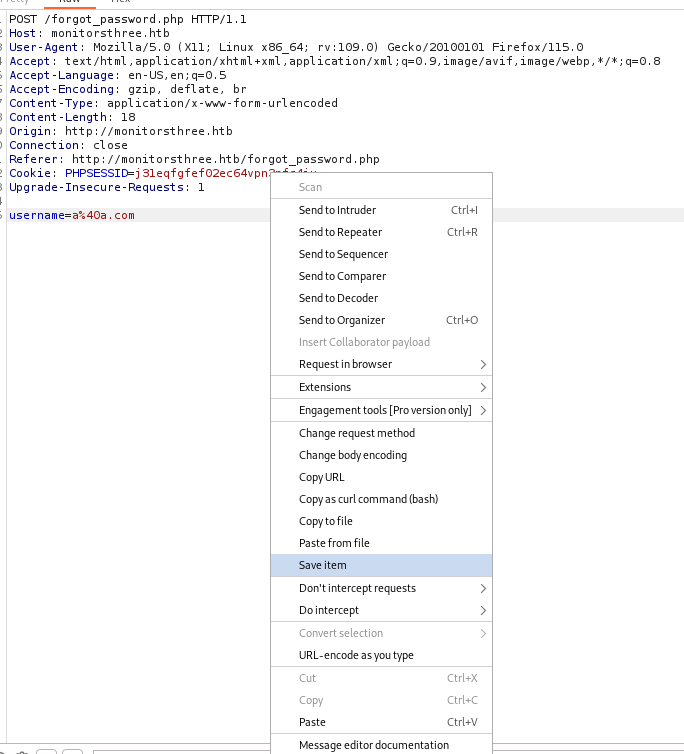 Raw
Hex
POST /forgot_password.php HTTP/1.1
Host: monitorsthree.htb
User-Agent: Mozilla/5.0 (X11; Linux x86_64; rv:109.0) Gecko/20100101 Firefox/115.0
Accept: text/html,application/xhtml+xml,application/xml;q=0.9,image/avif,image/webp,*/*;q=0.8
Accept-Language: en-US,en;q=0.5
Accept-Encoding: gzip, deflate, br
Content-Type: application/x-www-form-urlencoded
Content-Length: 18
Origin: http://monitorsthree.htb
Connection: close
Referer: http://monitorsthree.htb/forgot_password.php
Cookie:
Upgrade-Insecure-Requests: 1
username=a%40a.com
Scan
Send to Intruder Ctrl+I
Send to Repeater Ctrl+R
Send to Sequencer
Send to Comparer
Send to Decoder
Send to Organizer Ctrl+O
Insert Collaborator payload
Request in browser
Extensions
Engagement tools [Pro version only]
Change request method
Change body encoding
Copy URL
Copy as curl command (bash)
Copy to file
Paste from file
Save item
Don't intercept requests
Do intercept
Convert selection
URL-encode as you type
Cut Ctrl+X
Copy Ctrl+C
Paste Ctrl+V
Message editor documentation